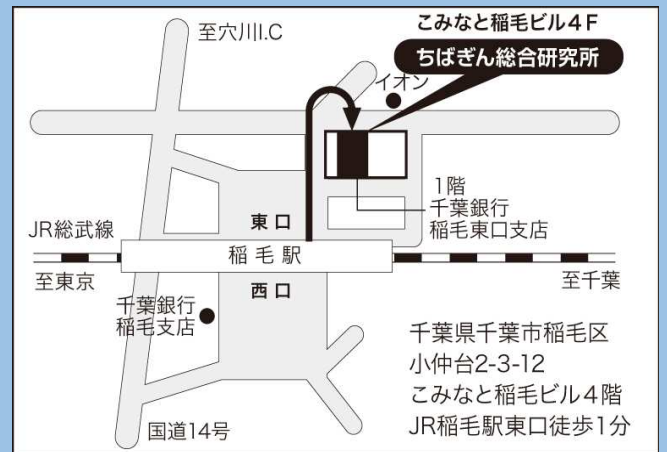 こみなと稲毛ビル4F
ちばぎん総合研究所
至穴川I.C
イオン
1階
千葉銀行
稲毛東口支店
東口
JR総武線
稲毛駅
至東京
西口
至千葉
千葉銀行
稲毛支店
千葉県千葉市稲毛区
小仲台2-3-12
こみなと稲毛ビル4階
JR稲毛駅東口徒歩1分
国道14号